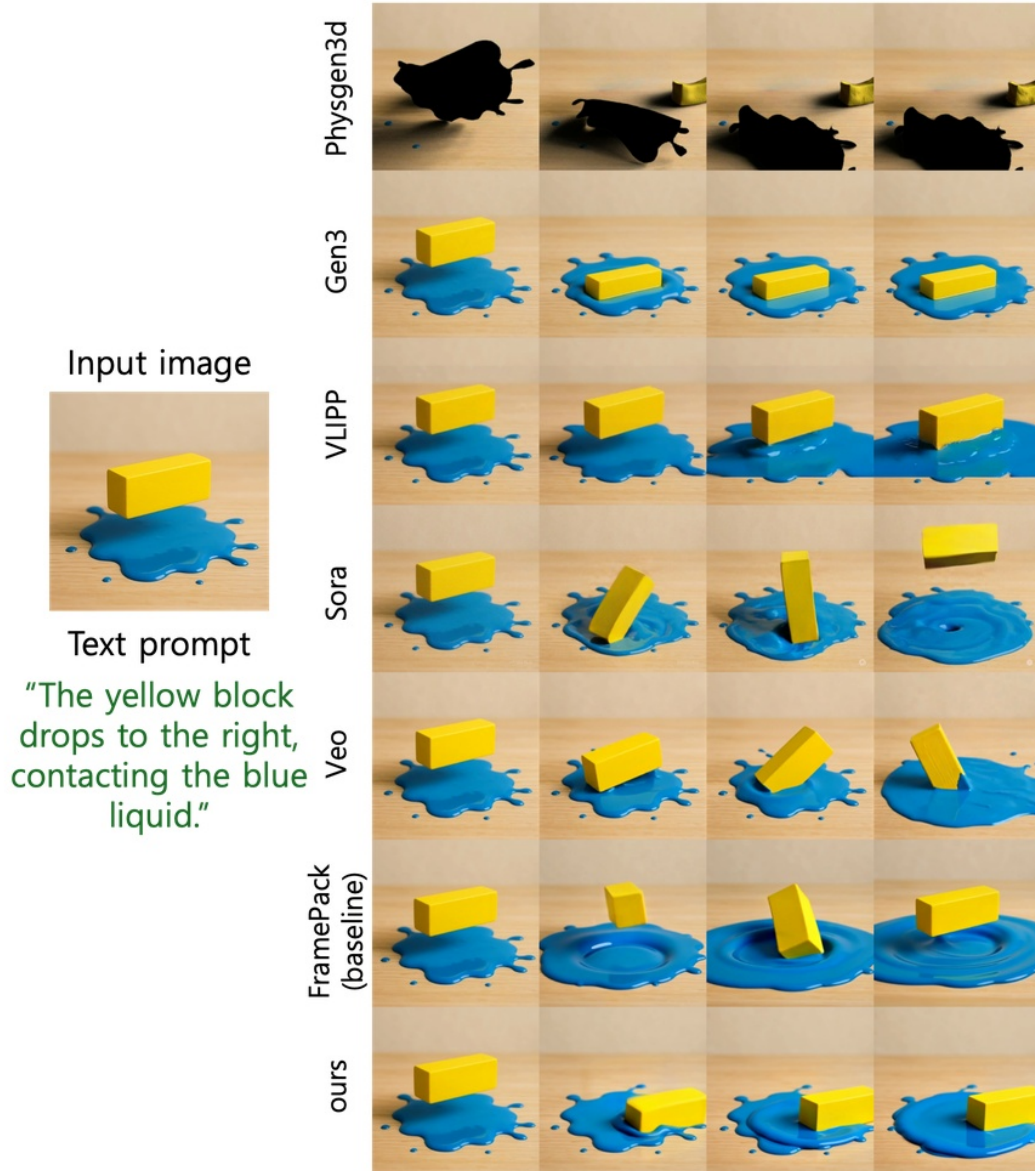 Physgen3d
Gen3
VLIPP
Input image
Sora
Text prompt
"The yellow block
drops to the right,
contacting the blue
liquid."
Veo
FramePack
(baseline)
ours